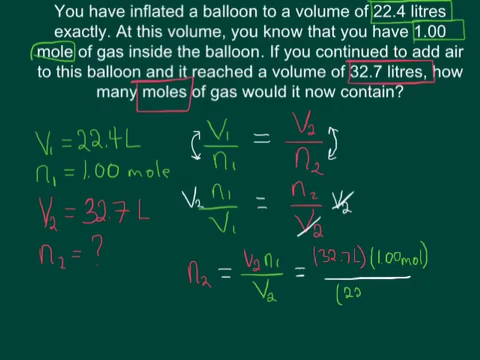 You have inflated a balloon to a volume of 22.4 litres
exactly. At this volume, you know that you have 1.00
mole of gas inside the balloon. If you continued to add air
to this balloon and it reached a volume of 32.7 litres, how
many moles of gas would it now contain?
V₁ = 22.4 L
n₁ = 1.00 mole
V₂ = 32.7 L
n₂ = ?
V₁/n₁ = V₂/n₂
V₂ n₁/V₁ = n₂/V₂ V₂
n₂ = V₂n₁/V₂ = (32.7L)(1.00mol)/(22